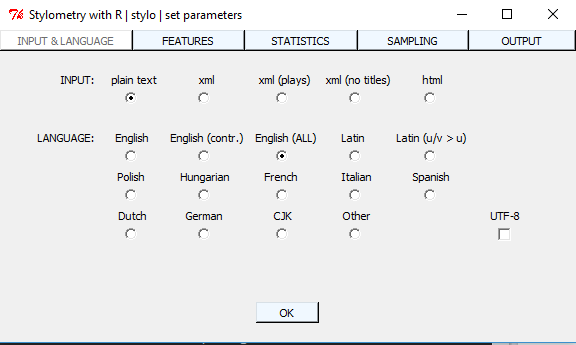 Stylometry with R | stylo | set parameters
INPUT & LANGUAGE FEATURES STATISTICS SAMPLING OUTPUT
INPUT: plain text xml xml (plays) xml (no titles) html
LANGUAGE: English English (contr.) English (ALL) Latin Latin (u/v > u)
Polish Hungarian French Italian Spanish
Dutch German CJK Other UTF-8
OK